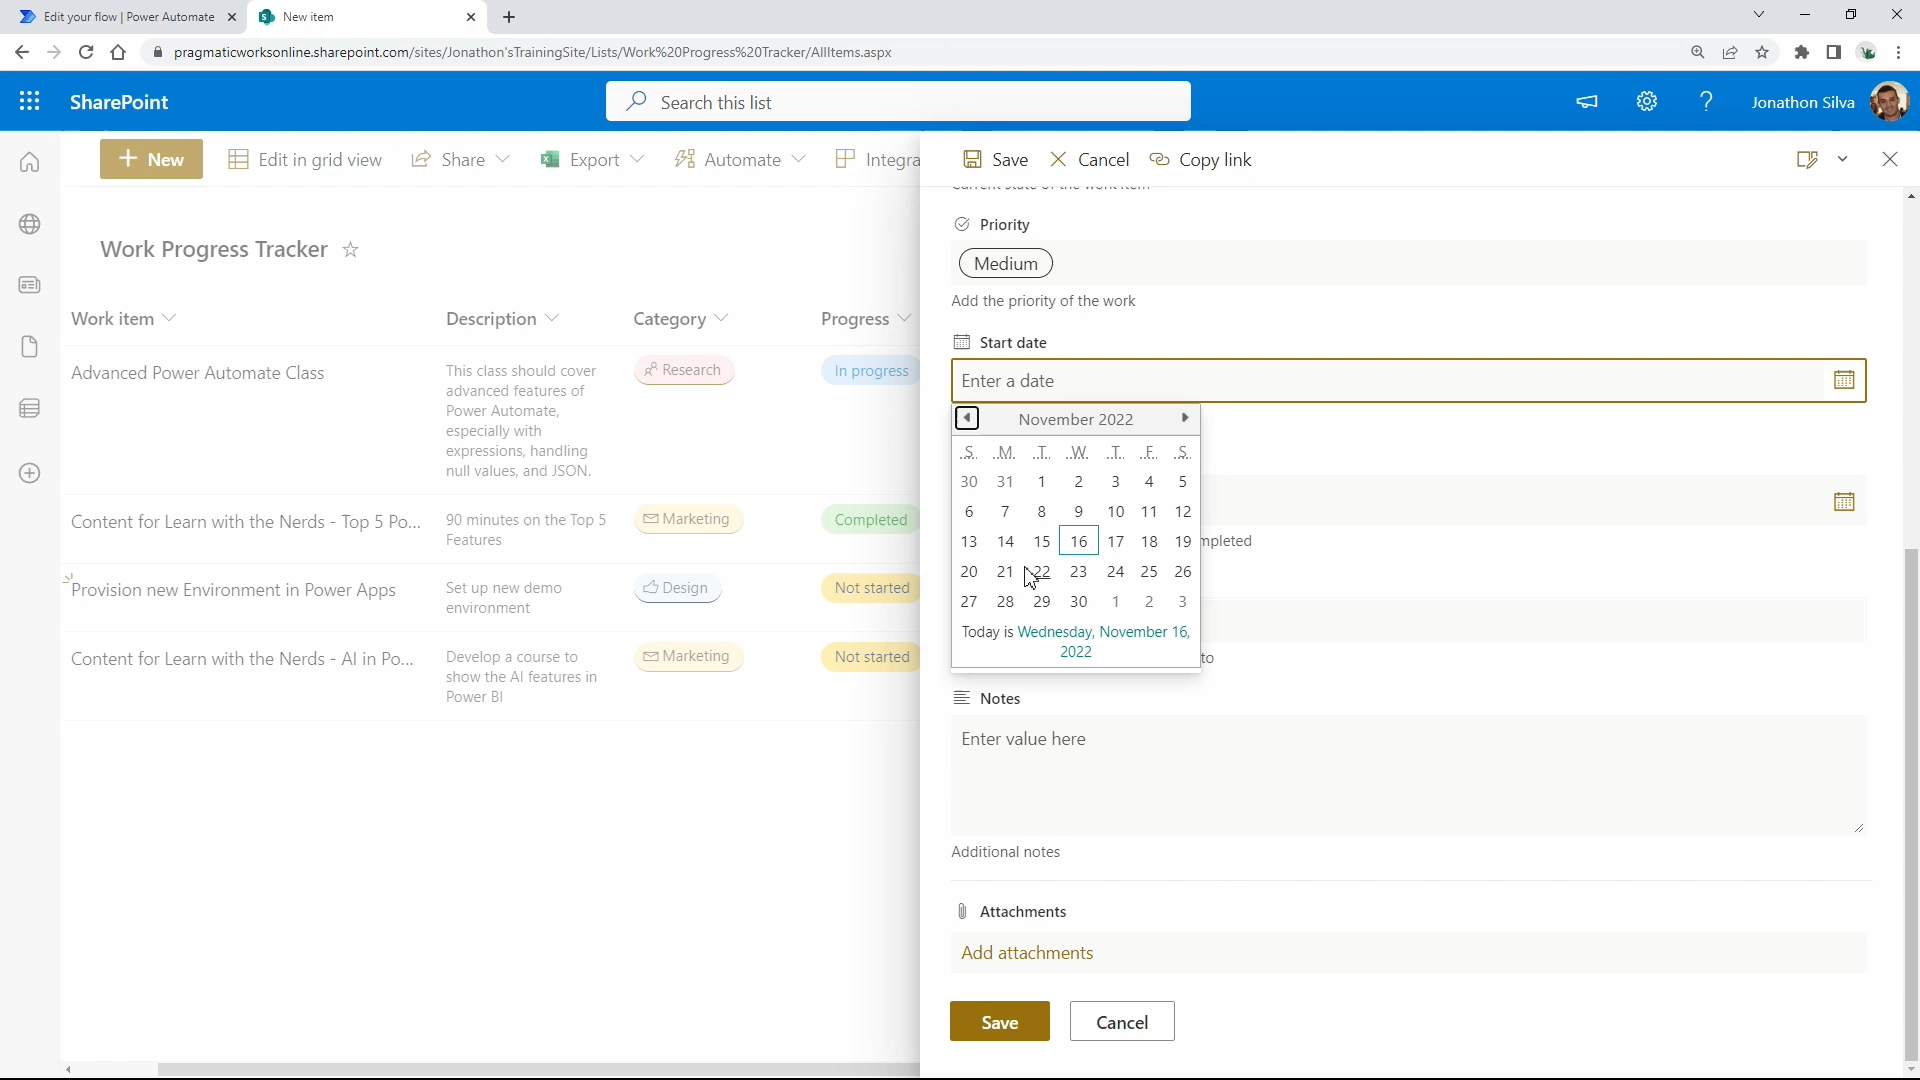 Edit your flow | Power Automate
New item
pragmaticworksonline.sharepoint.com/sites/Jonathon'sTrainingSite/Lists/Work%20Progress%20Tracker/AllItems.aspx
SharePoint
Search this list
Jonathon Silva
New
Edit in grid view
Share
Export
Automate
Integra
Save
Cancel
Copy link
Work Progress Tracker
Work item
Description
Category
Progress
Advanced Power Automate Class
This class should cover
advanced features of
Power Automate,
especially with
expressions, handling
null values, and JSON.
Research
In progress
Content for Learn with the Nerds - Top 5 Po...
90 minutes on the Top 5
Features
Marketing
Completed
Provision new Environment in Power Apps
Set up new demo
environment
Design
Not started
Content for Learn with the Nerds - AI in Po...
Develop a course to
show the AI features in
Power BI
Marketing
Not started
Current state of the work item
Priority
Medium
Add the priority of the work
Start date
Enter a date
November 2022
S M T W T F S
30 31 1 2 3 4 5
6 7 8 9 10 11 12
13 14 15 16 17 18 19
20 21 22 23 24 25 26
27 28 29 30 1 2 3
Today is Wednesday, November 16,
2022
mpleted
to
Notes
Enter value here
Additional notes
Attachments
Add attachments
Save
Cancel